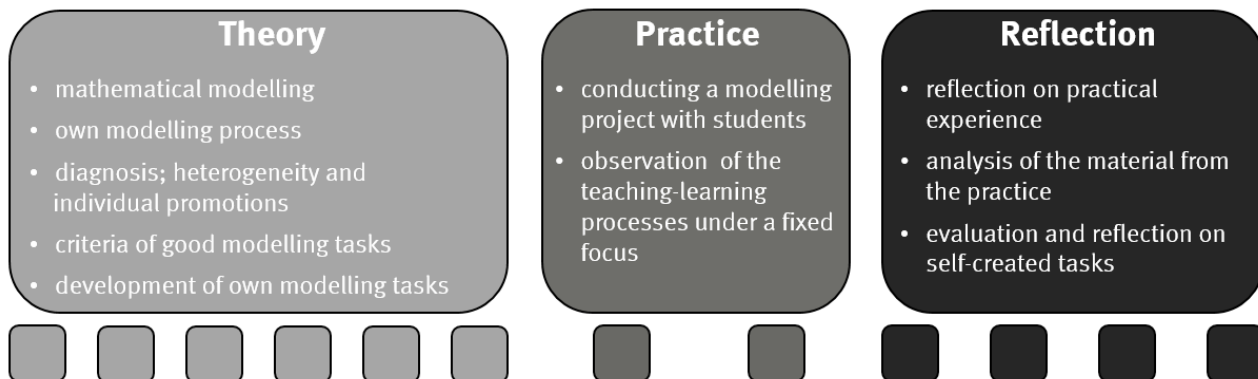 Theory
• mathematical modelling
• own modelling process
• diagnosis; heterogeneity and
individual promotions
• criteria of good modelling tasks
• development of own modelling tasks
Practice
• conducting a modelling
project with students
• observation of the
teaching-learning
processes under a fixed
focus
Reflection
• reflection on practical
experience
• analysis of the material from
the practice
• evaluation and reflection on
self-created tasks